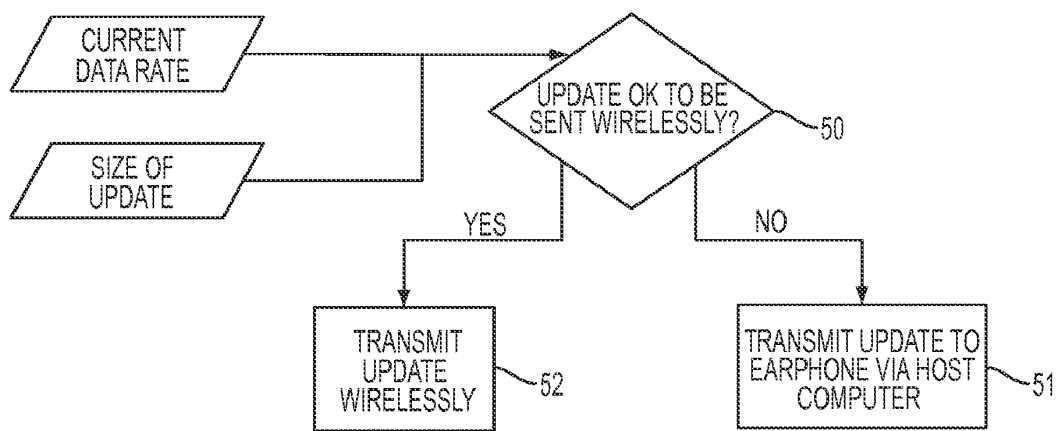 CURRENT
DATA RATE
UPDATE OK TO BE
SENT WIRELESSLY?
50
SIZE OF
UPDATE
YES
NO
TRANSMIT
UPDATE
WIRELESSLY
52
TRANSMIT UPDATE TO
EARPHONE VIA HOST
COMPUTER
51